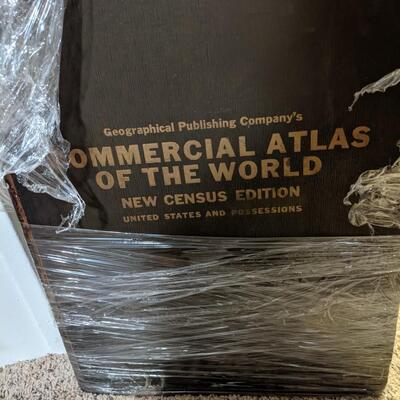 Geographical Publishing Company's
OMMERCIAL ATLAS
OF THE WORLD
NEW CENSUS EDITION
UNITED STATES AND POSSESSIONS